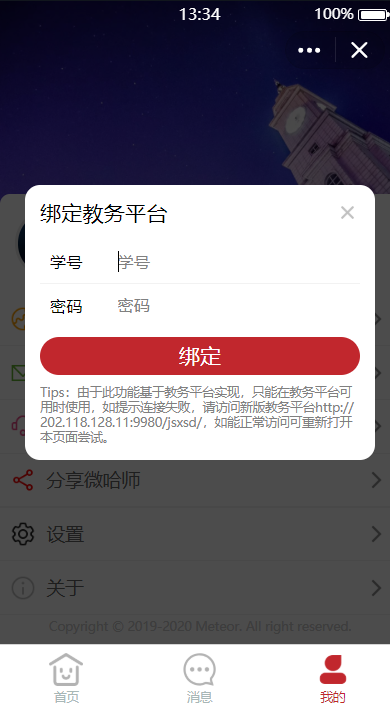 13:34
100%
绑定教务平台
学号
学号
密码
密码
绑定
Tips：由于此功能基于教务平台实现，只能在教务平台可
用时使用，如提示连接失败，请访问新版教务平台http://
202.118.128.11:9980/jsxsd/，如能正常访问可重新打开
本页面尝试。
分享微哈师
设置
关于
Copyright © 2019-2020 Meteor. All right reserved.
首页
消息
我的